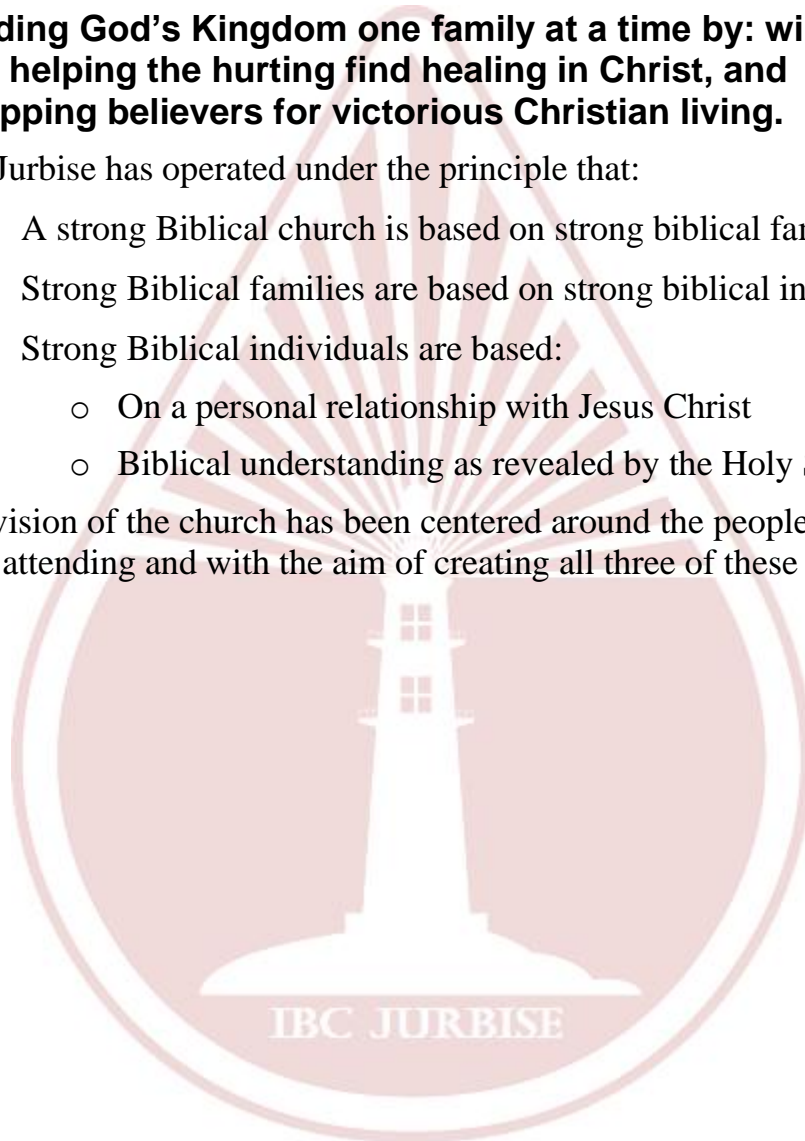 ding God’s Kingdom one family at a time by: wi
helping the hurting find healing in Christ, and
pping believers for victorious Christian living.
Jurbise has operated under the principle that:
A strong Biblical church is based on strong biblical fa
Strong Biblical families are based on strong biblical in
Strong Biblical individuals are based:
o On a personal relationship with Jesus Christ
o Biblical understanding as revealed by the Holy
vision of the church has been centered around the people
attending and with the aim of creating all three of these
IBC JURBISE